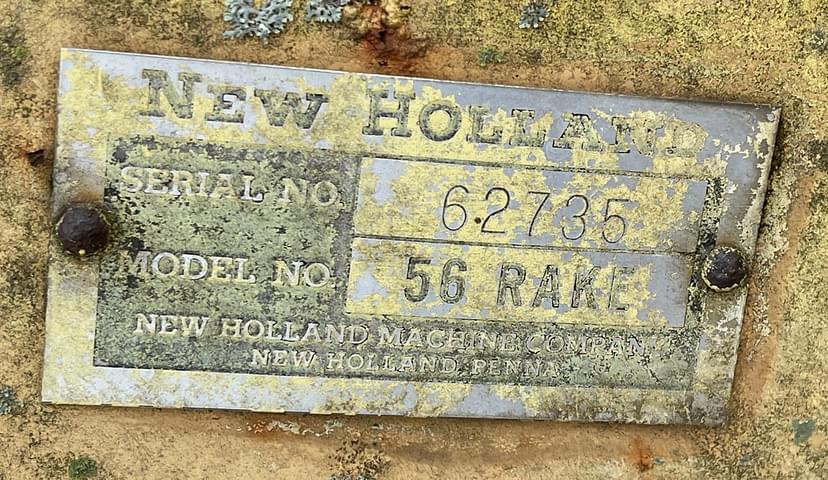 NEW HOLLAND
SERIAL NO. 62735
MODEL NO. 56 RAKE
NEW HOLLAND MACHINE COMPANY
NEW HOLLAND, PENNA.